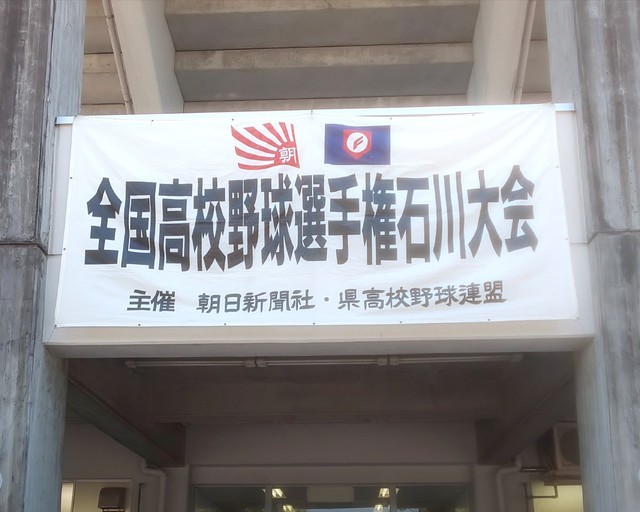 朝
F
全国高校野球選手権石川大会
主催 朝日新聞社・県高校野球連盟